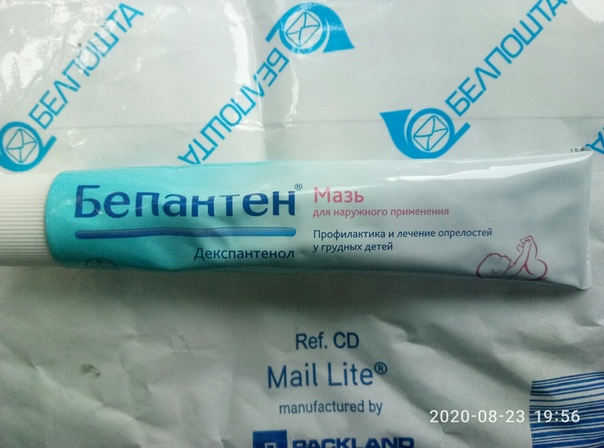 БЕЛПОШТА
БЕЛПОШТА
БЕЛПОШТА
Бепантен®
Мазь
для наружного применения
Профилактика и лечение опрелостей
у грудных детей
Декспантенол
Ref. CD
Mail Lite®
manufactured by
PACKLAND
2020-08-23 19:56